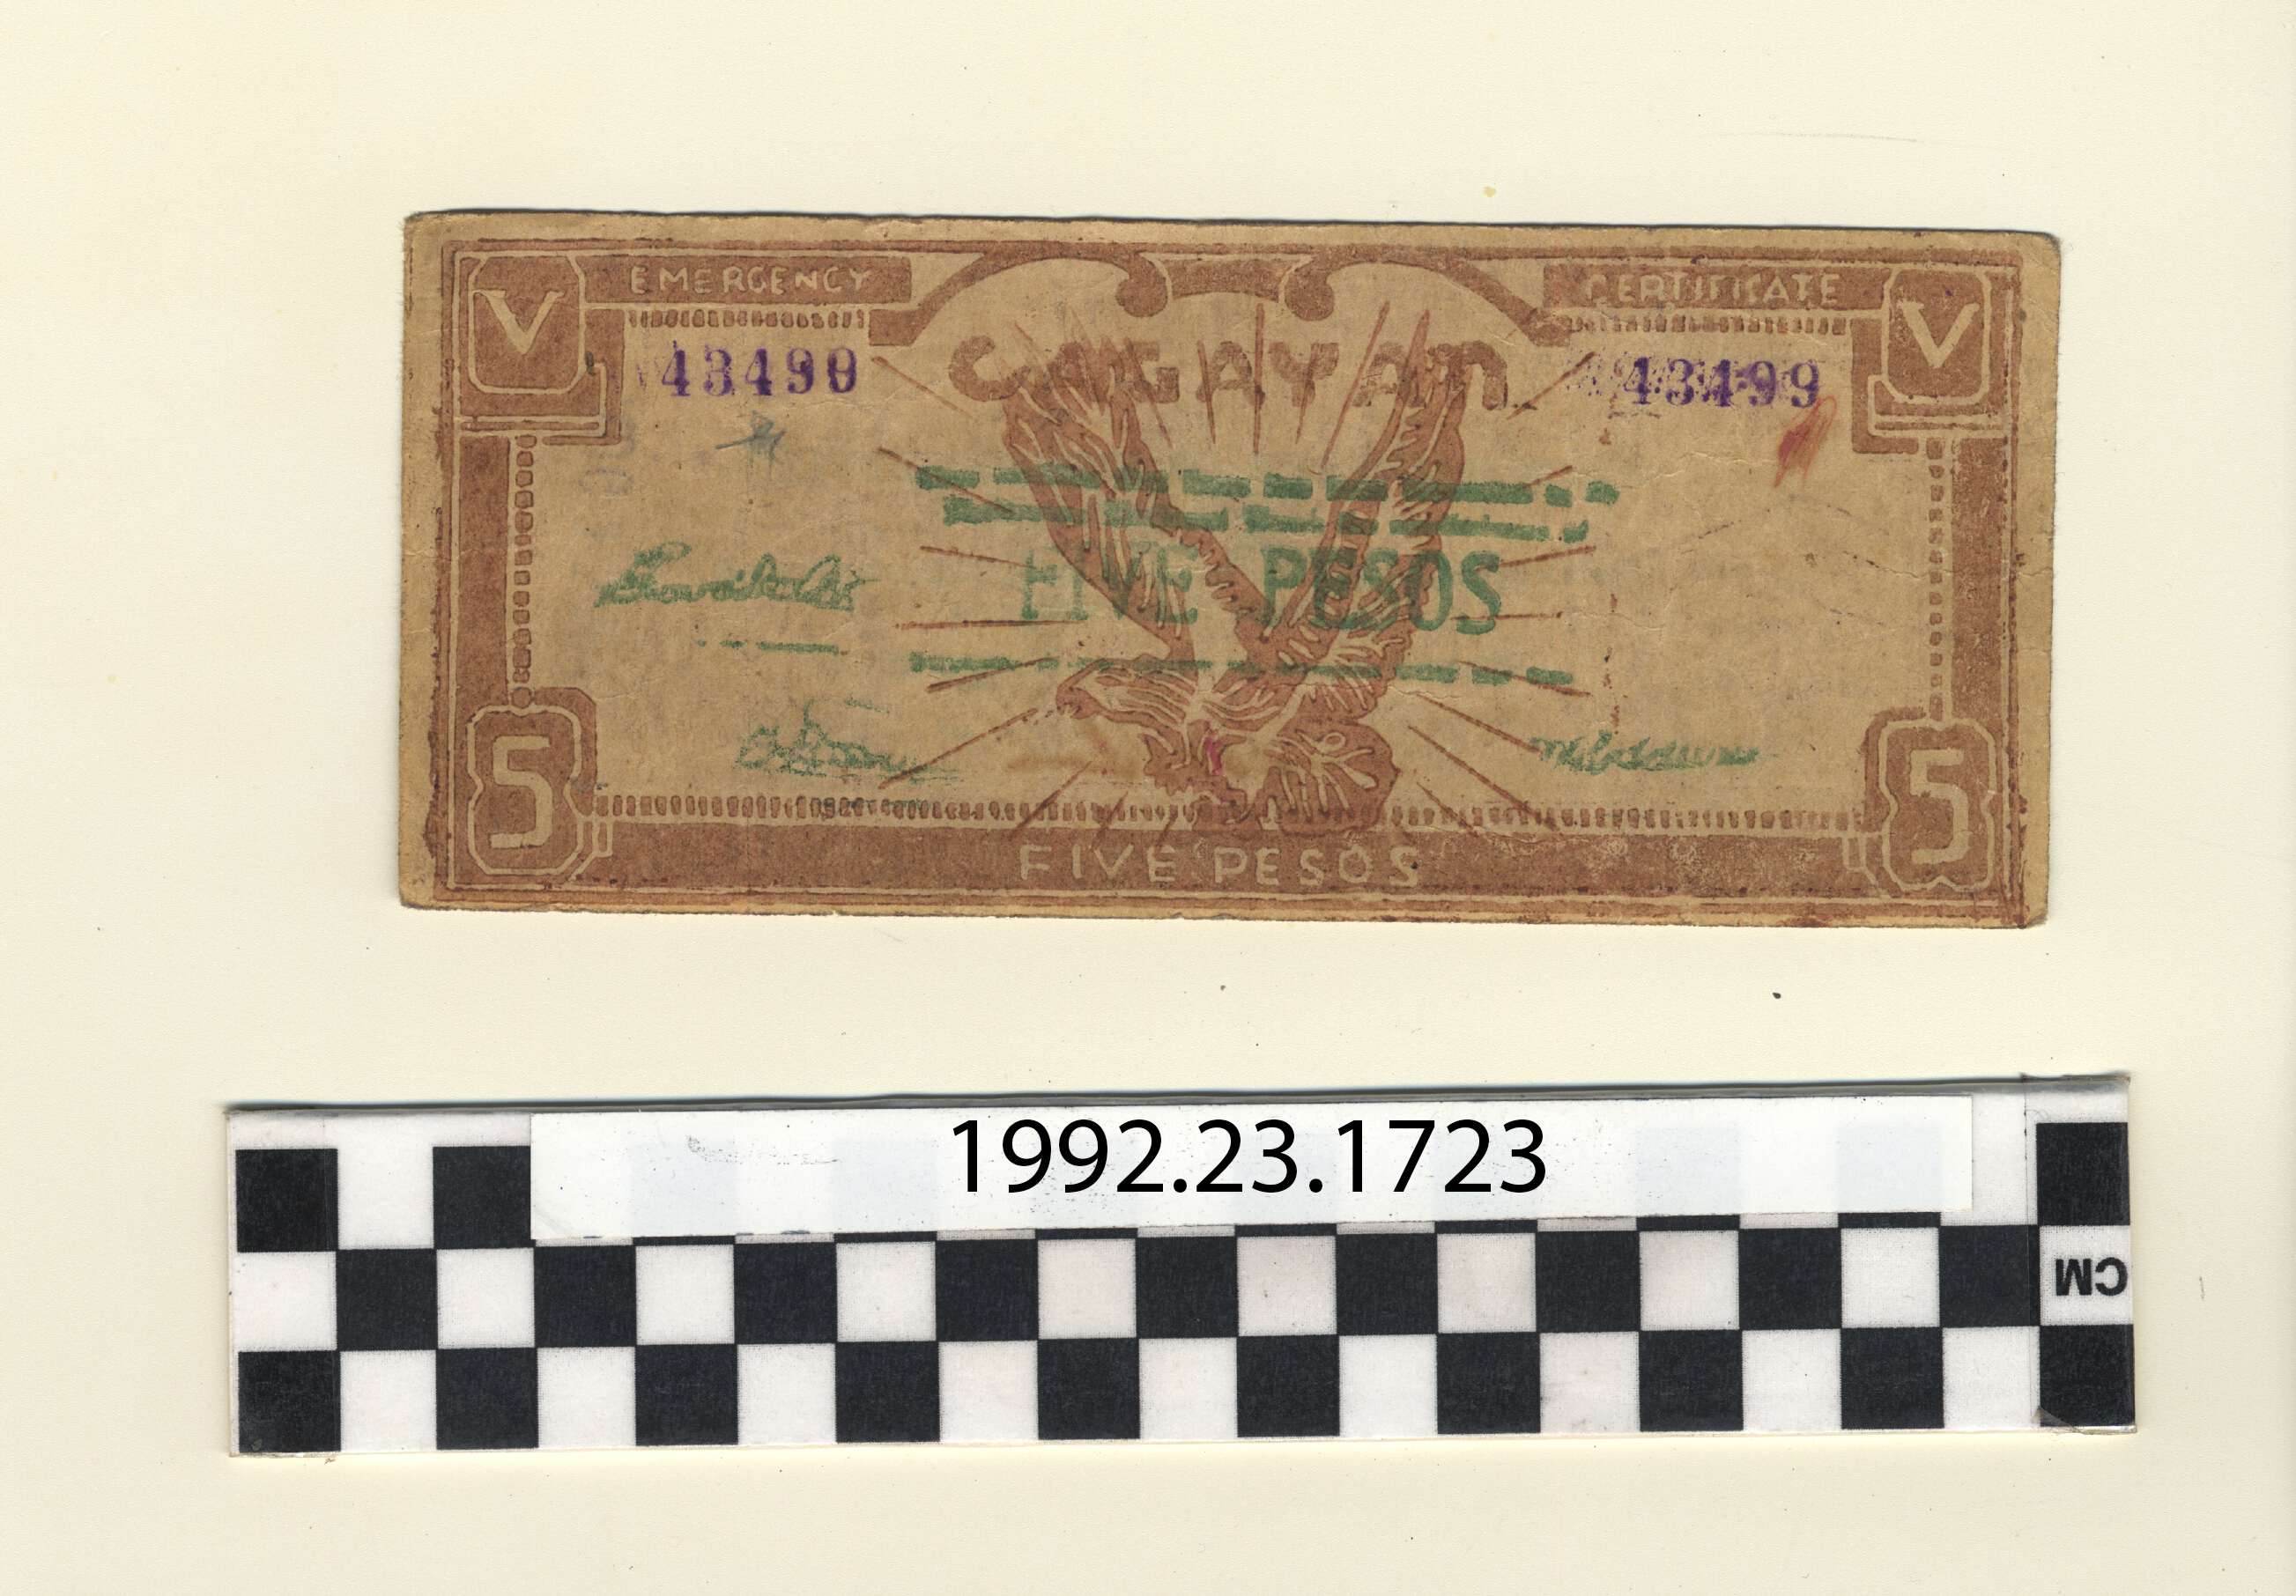 V EMERGENCY CERTIFICATE V
CAGAYAN
43499 43499
FIVE PESOS
5 FIVE PESOS 5
1992.23.1723
CM